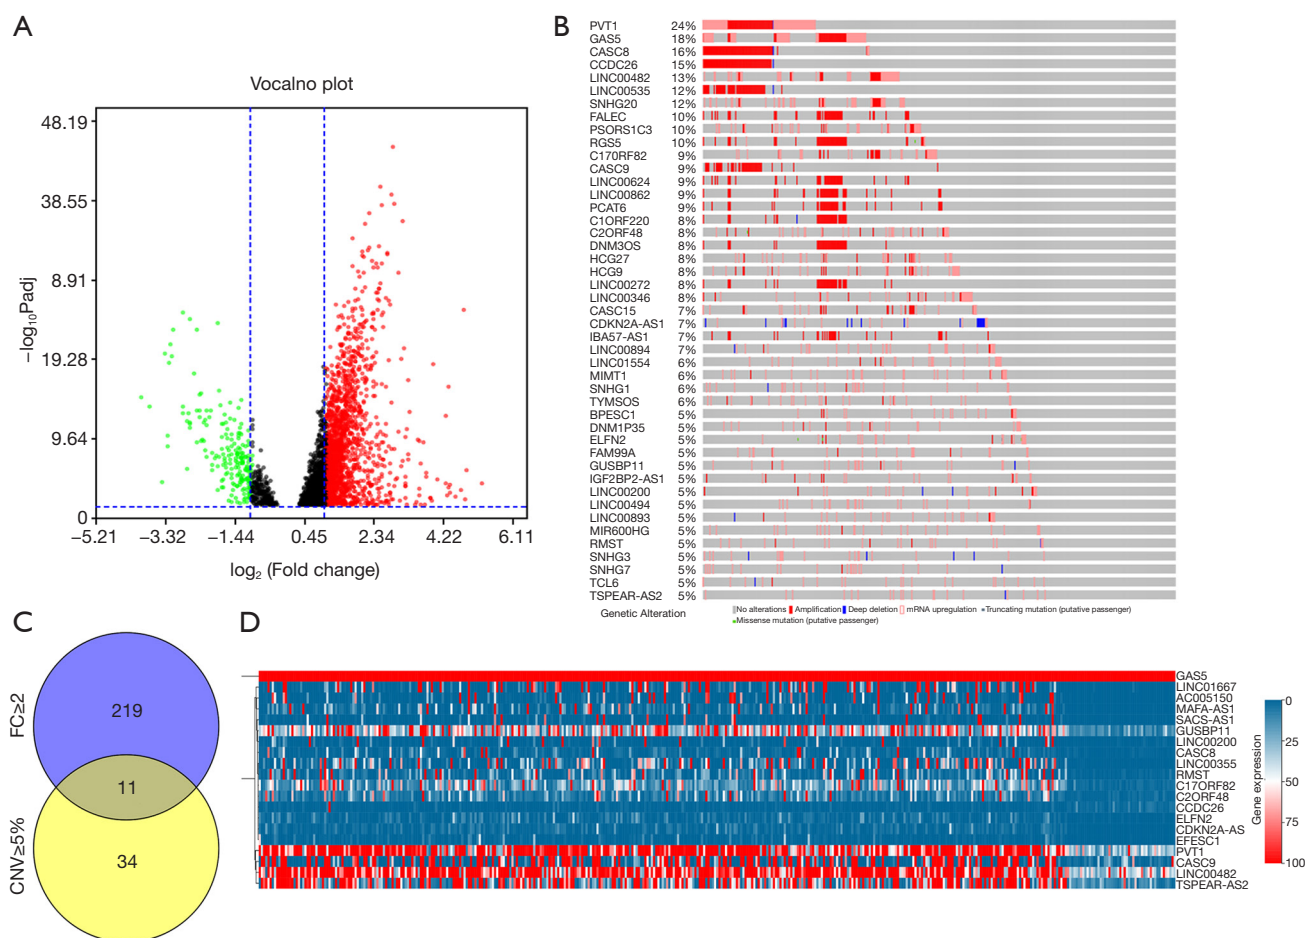 A
Vocalno plot
48.19
38.55
8.91
19.28
9.64
0
−log10Padj
−5.21 −3.32 −1.44 0.45 2.34 4.22 6.11
log2 (Fold change)
B
PVT1 24%
GAS5 18%
CASC8 16%
CCDC26 15%
LINC00482 13%
LINC00535 12%
SNHG20 12%
FALEC 10%
PSORS1C3 10%
RGS5 10%
C170RF82 9%
CASC9 9%
LINC00624 9%
LINC00862 9%
PCAT6 9%
C1ORF220 8%
C2ORF48 8%
DNM3OS 8%
HCG27 8%
HCG9 8%
LINC00272 8%
LINC00346 8%
CASC15 7%
CDKN2A-AS1 7%
IBA57-AS1 7%
LINC00894 7%
LINC01554 6%
MIMT1 6%
SNHG1 6%
TYMSOS 6%
BPESC1 5%
DNM1P35 5%
ELFN2 5%
FAM99A 5%
GUSBP11 5%
IGF2BP2-AS1 5%
LINC00200 5%
LINC00494 5%
LINC00893 5%
MIR600HG 5%
RMST 5%
SNHG3 5%
SNHG7 5%
TCL6 5%
TSPEAR-AS2 5%
Genetic Alteration No alterations Amplification Deep deletion mRNA upregulation Truncating mutation (putative passenger)
Missense mutation (putative passenger)
C
FC≥2
219
11
CNV≥5%
34
D
GAS5
LINC01667
AC005150
MAFA-AS1
SACS-AS1
GUSBP11
LINC00200
CASC8
LINC00355
RMST
C17ORF82
C2ORF48
CCDC26
ELFN2
CDKN2A-AS
EFESC1
PVT1
CASC9
LINC00482
TSPEAR-AS2
Gene expression
0
25
50
75
100